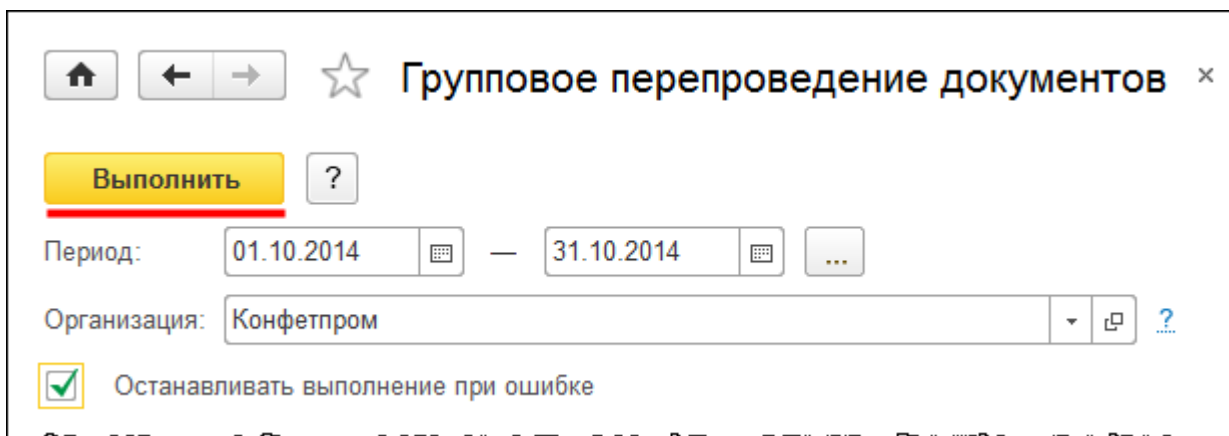 Групповое перепроведение документов ×
Выполнить ?
Период: 01.10.2014 — 31.10.2014 ...
Организация: Конфетпром ?
Останавливать выполнение при ошибке